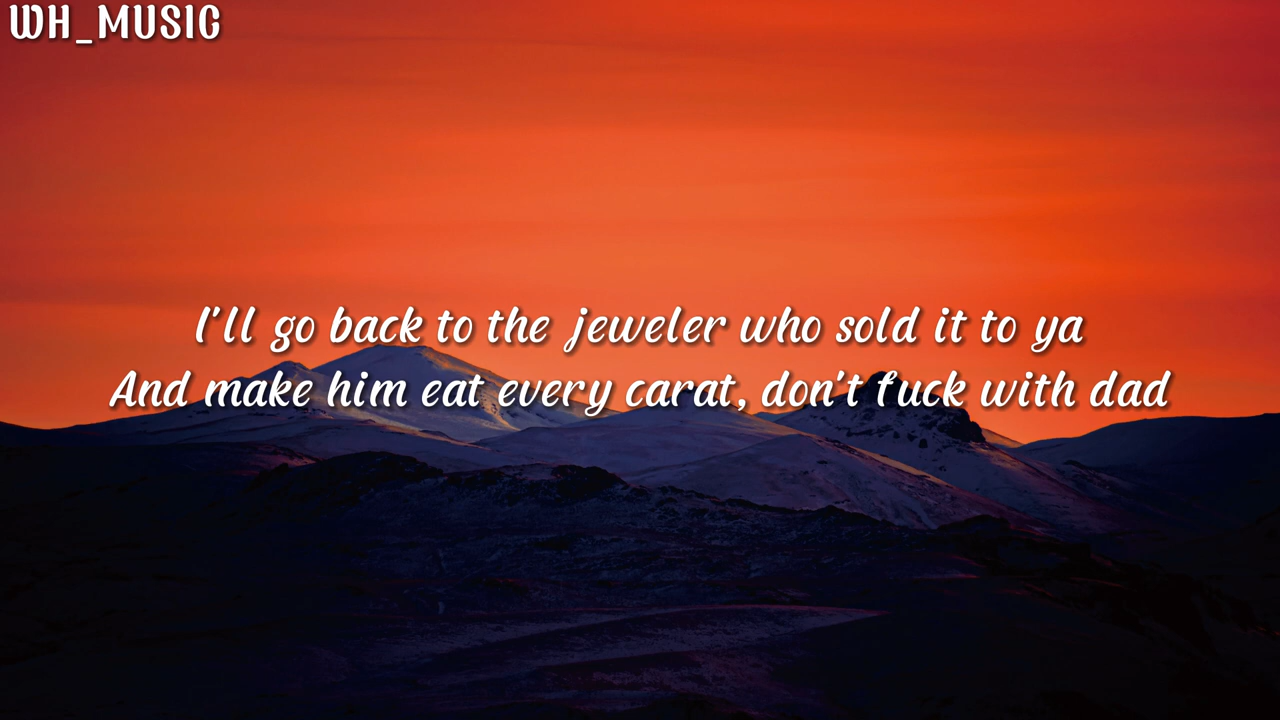 WH_MUSIC
I'll go back to the jeweler who sold it to ya
And make him eat every carat, don't fuck with dad